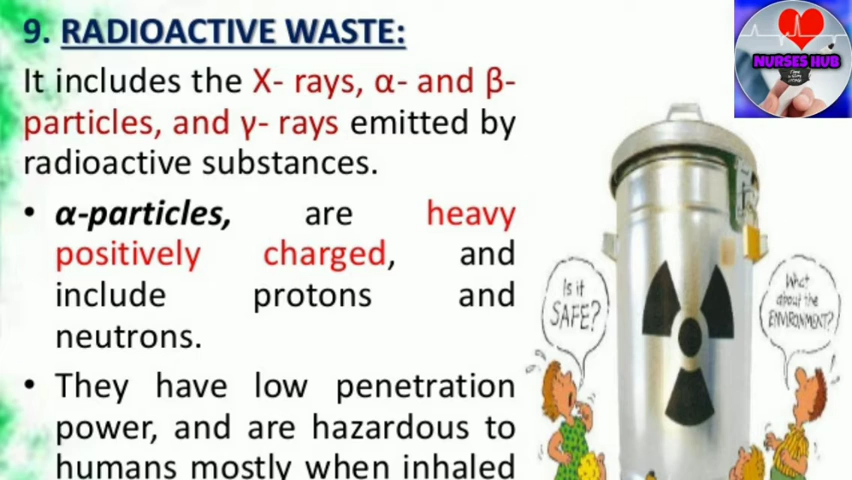 9. RADIOACTIVE WASTE:
It includes the X- rays, α- and β-
particles, and γ- rays emitted by
radioactive substances.
• α-particles, are heavy
positively charged, and
include protons and
neutrons.
• They have low penetration
power, and are hazardous to
humans mostly when inhaled
NURSES HUB
Is it
SAFE?
What
about the
ENVIRONMENT?